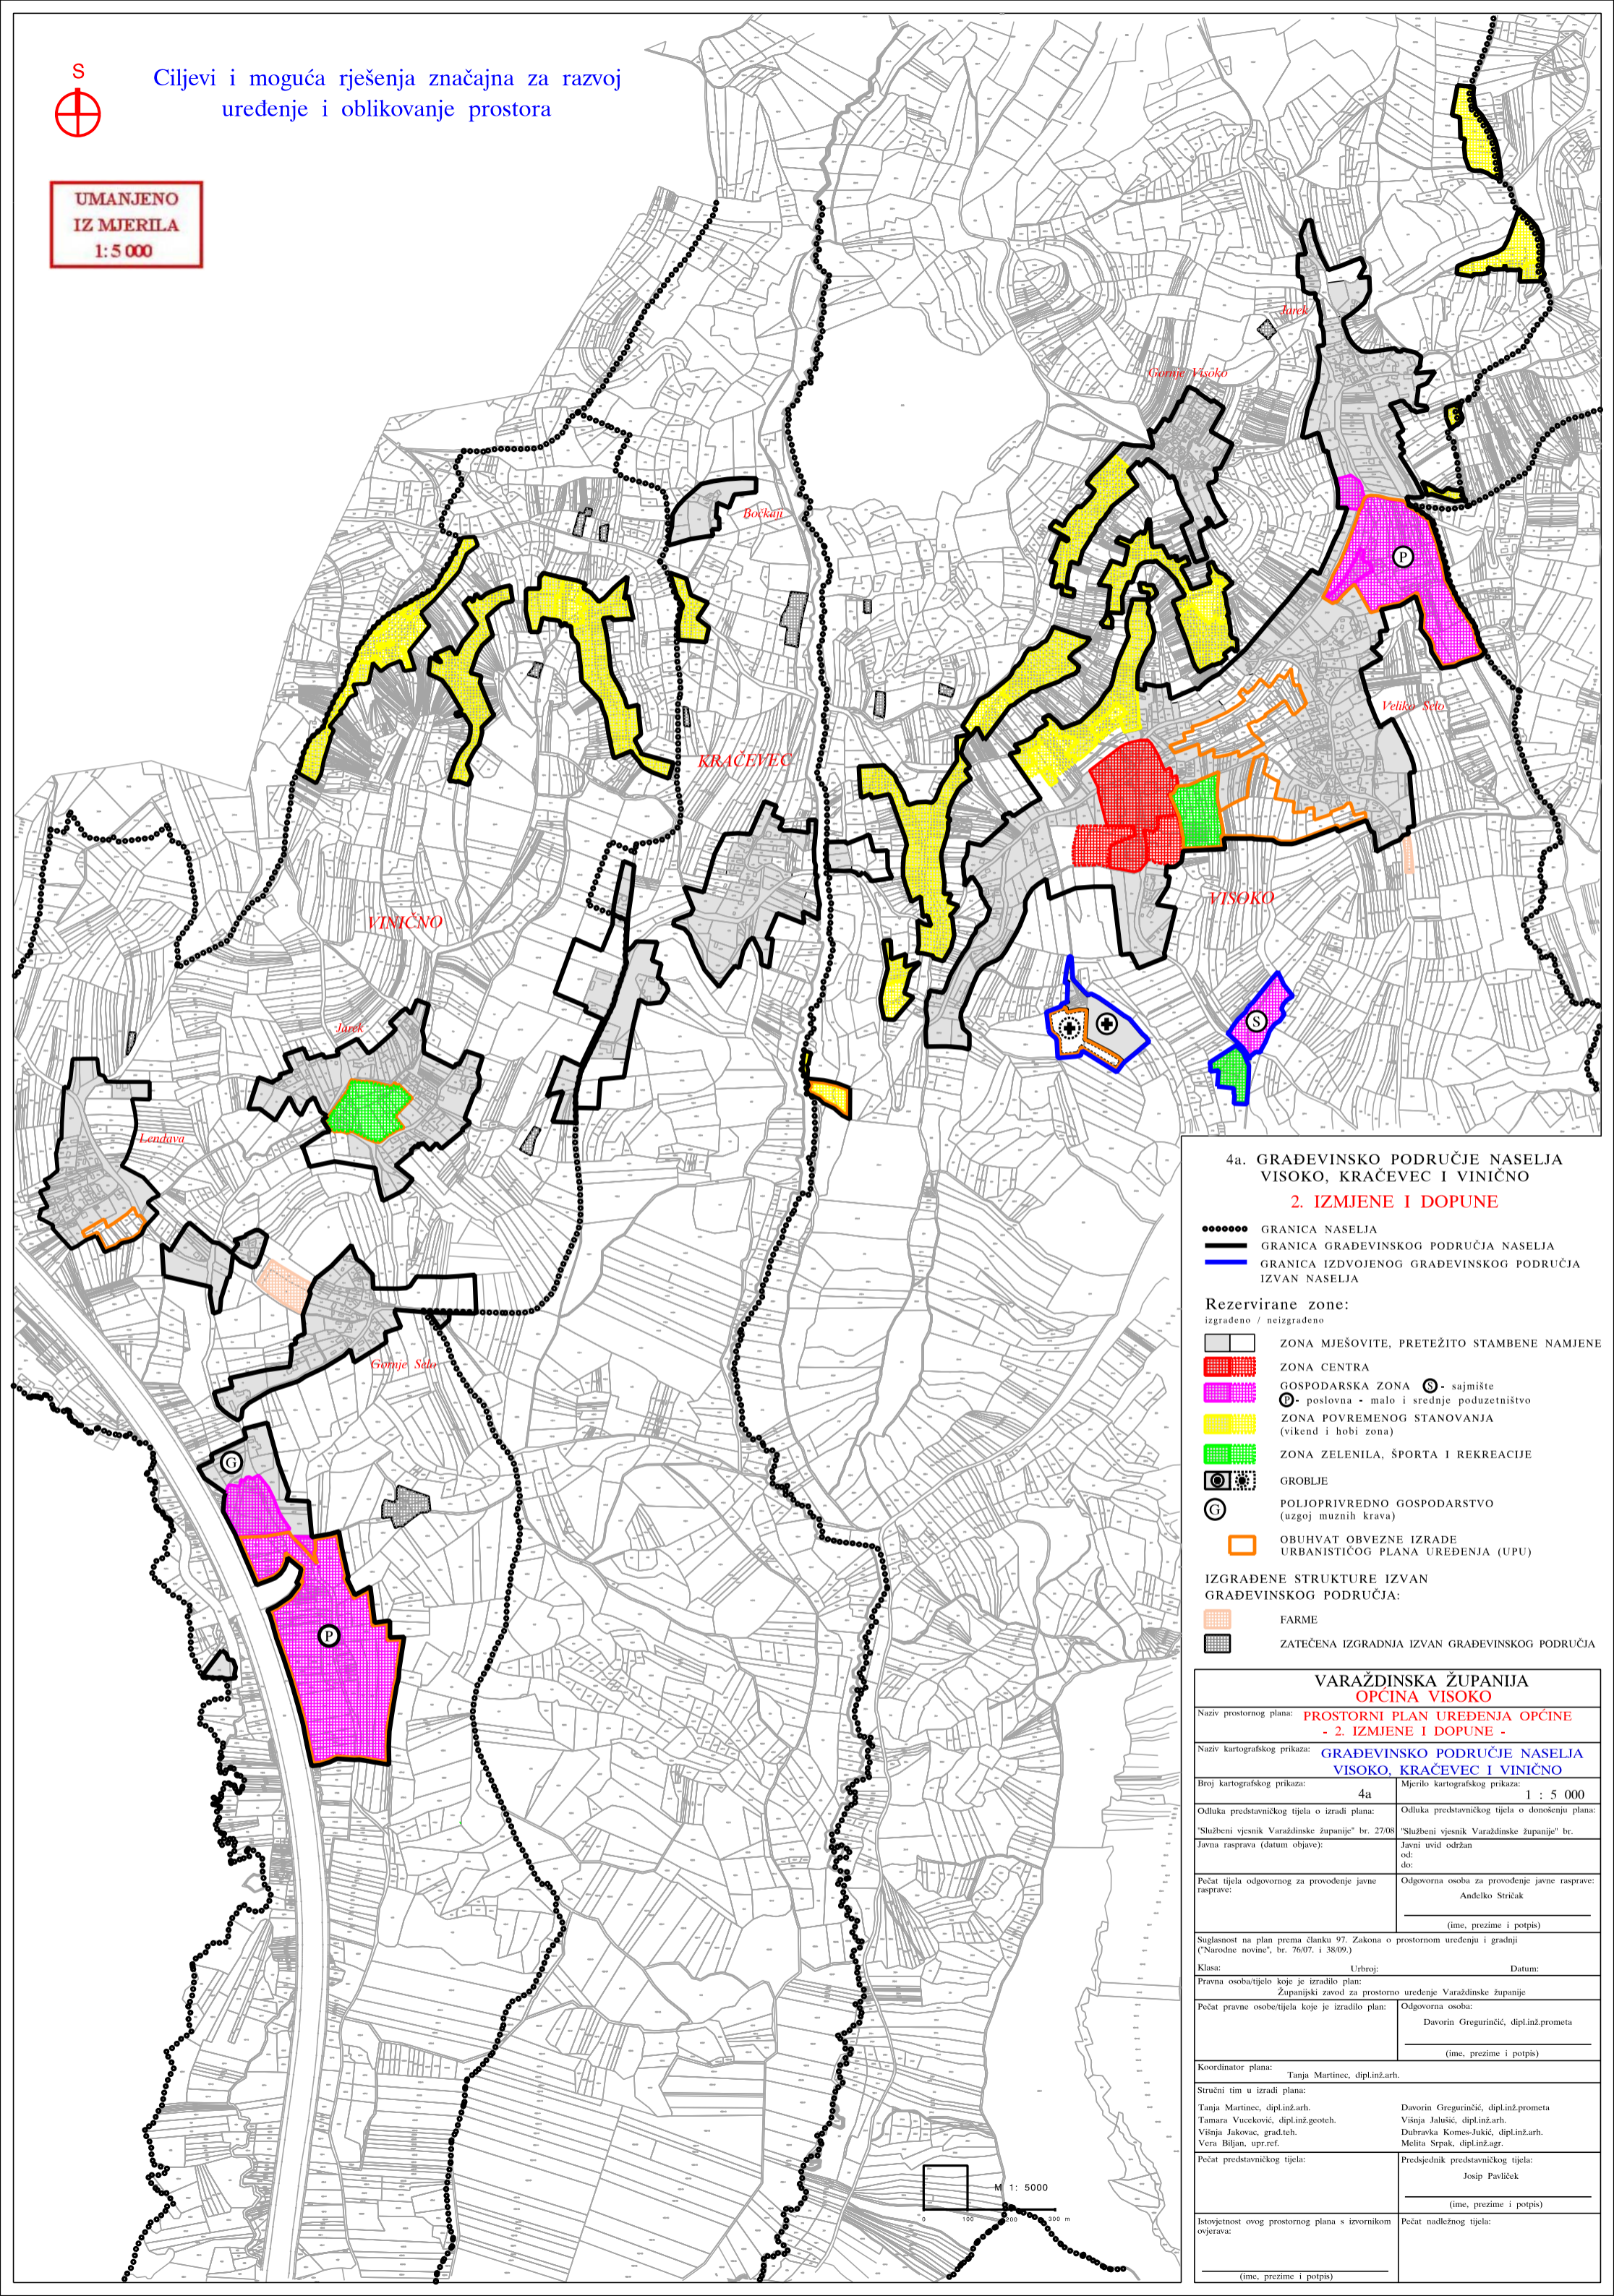 S
Ciljevi i moguća rješenja značajna za razvoj
uređenje i oblikovanje prostora
UMANJENO
IZ MJERILA
1: 5 000
Jarek
Gornje Visoko
Bočkaji
P
Veliko Selo
KRAČEVEC
VISOKO
VINIČNO
Jarek
S
Lendava
Gornje Selo
G
P
4a. GRAĐEVINSKO PODRUČJE NASELJA
VISOKO, KRAČEVEC I VINIČNO
2. IZMJENE I DOPUNE
GRANICA NASELJA
GRANICA GRAĐEVINSKOG PODRUČJA NASELJA
GRANICA IZDVOJENOG GRAĐEVINSKOG PODRUČJA
IZVAN NASELJA
Rezervirane zone:
izgrađeno / neizgrađeno
ZONA MJEŠOVITE, PRETEŽITO STAMBENE NAMJENE
ZONA CENTRA
GOSPODARSKA ZONA S - sajmište
P - poslovna - malo i srednje poduzetništvo
ZONA POVREMENOG STANOVANJA
(vikend i hobi zona)
ZONA ZELENILA, ŠPORTA I REKREACIJE
GROBLJE
G POLJOPRIVREDNO GOSPODARSTVO
(uzgoj muznih krava)
OBUHVAT OBVEZNE IZRADE
URBANISTIČOG PLANA UREĐENJA (UPU)
IZGRAĐENE STRUKTURE IZVAN
GRAĐEVINSKOG PODRUČJA:
FARME
ZATEČENA IZGRADNJA IZVAN GRAĐEVINSKOG PODRUČJA
VARAŽDINSKA ŽUPANIJA
OPĆINA VISOKO
Naziv prostornog plana: PROSTORNI PLAN UREĐENJA OPĆINE
- 2. IZMJENE I DOPUNE -
Naziv kartografskog prikaza: GRAĐEVINSKO PODRUČJE NASELJA
VISOKO, KRAČEVEC I VINIČNO
Broj kartografskog prikaza: 4a
Mjerilo kartografskog prikaza: 1 : 5 000
Odluka predstavničkog tijela o izradi plana:
"Službeni vjesnik Varaždinske županije" br. 27/08
Odluka predstavničkog tijela o donošenju plana:
"Službeni vjesnik Varaždinske županije" br.
Javna rasprava (datum objave):
Javni uvid održan
od:
do:
Pečat tijela odgovornog za provođenje javne
rasprave:
Odgovorna osoba za provođenje javne rasprave:
Anđelko Stričak
(ime, prezime i potpis)
Suglasnost na plan prema članku 97. Zakona o prostornom uređenju i gradnji
("Narodne novine", br. 76/07. i 38/09.)
Klasa: Urbroj: Datum:
Pravna osoba/tijelo koje je izradilo plan:
Županijski zavod za prostorno uređenje Varaždinske županije
Pečat pravne osobe/tijela koje je izradilo plan:
Odgovorna osoba:
Davorin Gregurinčić, dipl.inž.prometa
(ime, prezime i potpis)
Koordinator plana:
Tanja Martinec, dipl.inž.arh.
Stručni tim u izradi plana:
Tanja Martinec, dipl.inž.arh.
Tamara Vuceković, dipl.inž.geoteh.
Višnja Jakovac, građ.teh.
Vera Biljan, upr.ref.
Davorin Gregurinčić, dipl.inž.prometa
Višnja Jalušić, dipl.inž.arh.
Dubravka Komes-Jukić, dipl.inž.arh.
Melita Srpak, dipl.inž.agr.
Pečat predstavničkog tijela:
Predsjednik predstavničkog tijela:
Josip Pavliček
(ime, prezime i potpis)
Istovjetnost ovog prostornog plana s izvornikom
ovjerava:
(ime, prezime i potpis)
Pečat nadležnog tijela:
M 1: 5000
0 100 200 300 m